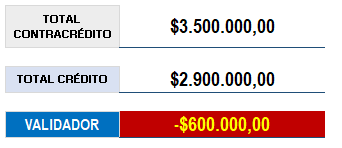 TOTAL
CONTRACRÉDITO
$3.500.000,00
TOTAL CRÉDITO
$2.900.000,00
VALIDADOR
-$600.000,00